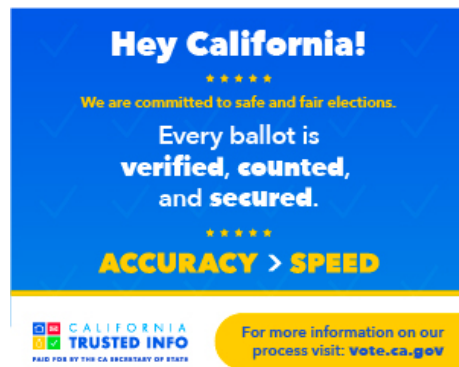 Hey California!
We are committed to safe and fair elections.
Every ballot is
verified, counted,
and secured.
ACCURACY > SPEED
CALIFORNIA
TRUSTED INFO
PAID FOR BY THE CA SECRETARY OF STATE
For more information on our
process visit: vote.ca.gov